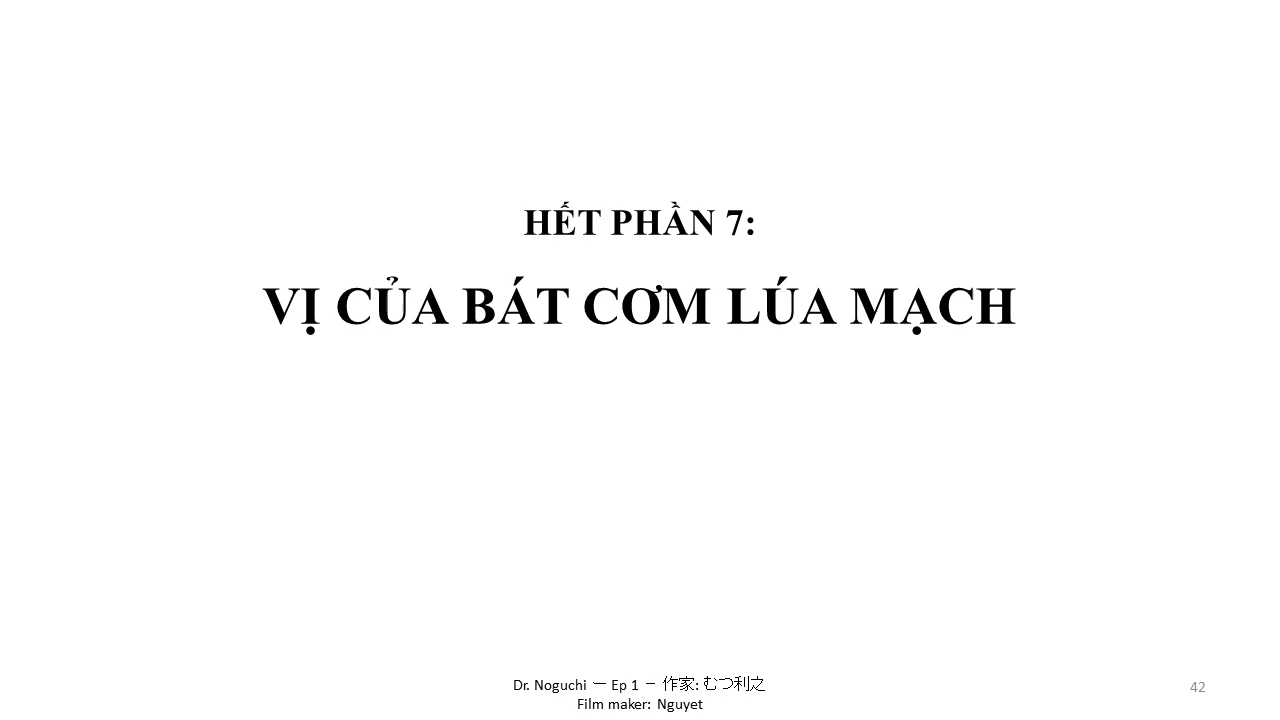 HẾT PHẦN 7:
VỊ CỦA BÁT CƠM LÚA MẠCH
Dr. Noguchi ー Ep 1 － 作家: むつ利之
Film maker: Nguyet
42